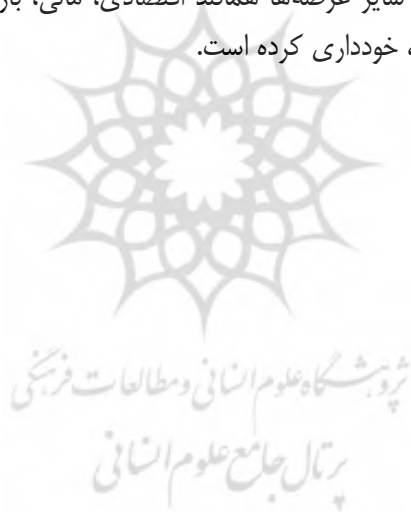 سایر عرصه‌ها همانند اقتصادی، مالی،
، خودداری کرده است.
پژوهشگاه علوم انسانی و مطالعات فرهنگی
پرتال جامع علوم انسانی